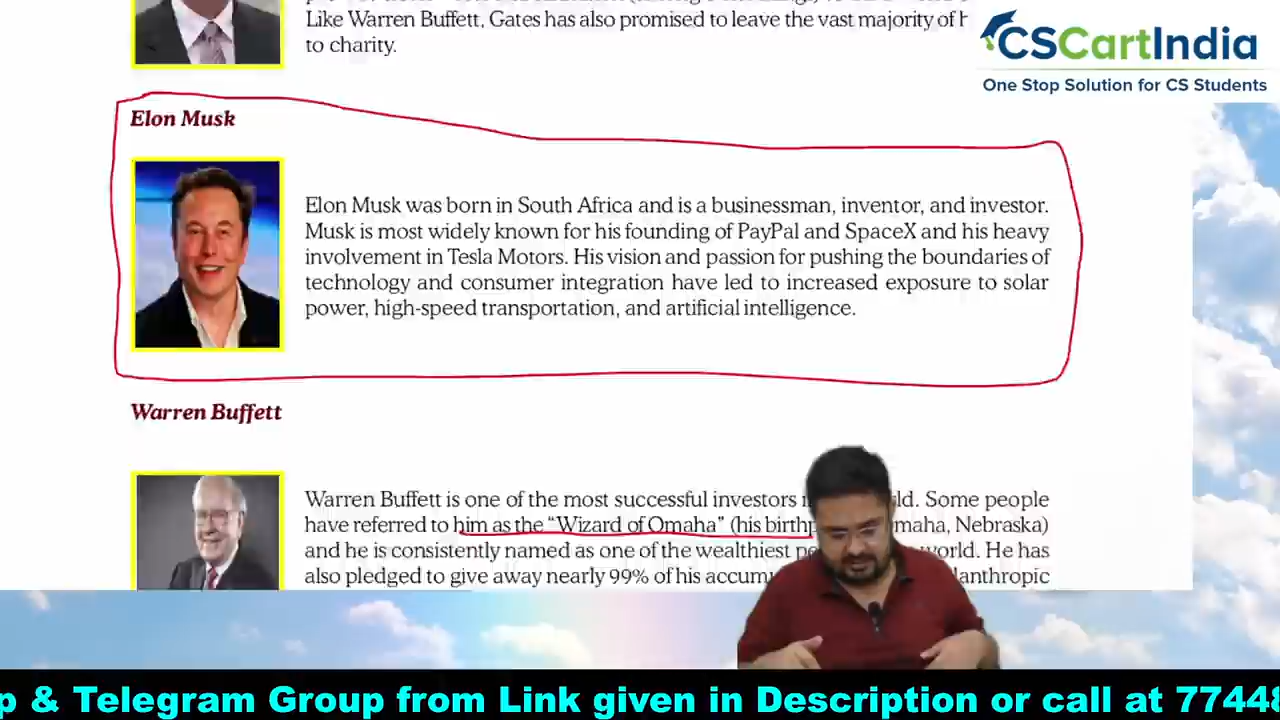 Like Warren Buffett, Gates has also promised to leave the vast majority of
to charity.
CSCartIndia
One Stop Solution for CS Students
Elon Musk
Elon Musk was born in South Africa and is a businessman, inventor, and investor.
Musk is most widely known for his founding of PayPal and SpaceX and his heavy
involvement in Tesla Motors. His vision and passion for pushing the boundaries of
technology and consumer integration have led to increased exposure to solar
power, high-speed transportation, and artificial intelligence.
Warren Buffett
Warren Buffett is one of the most successful investors
have referred to him as the “Wizard of Omaha” (his Nebraska)
and he is consistently named as one of the wealthiest world. He has
also pledged to give away nearly 99% of his
p & Telegram Group from Link given in Description or call at 77448